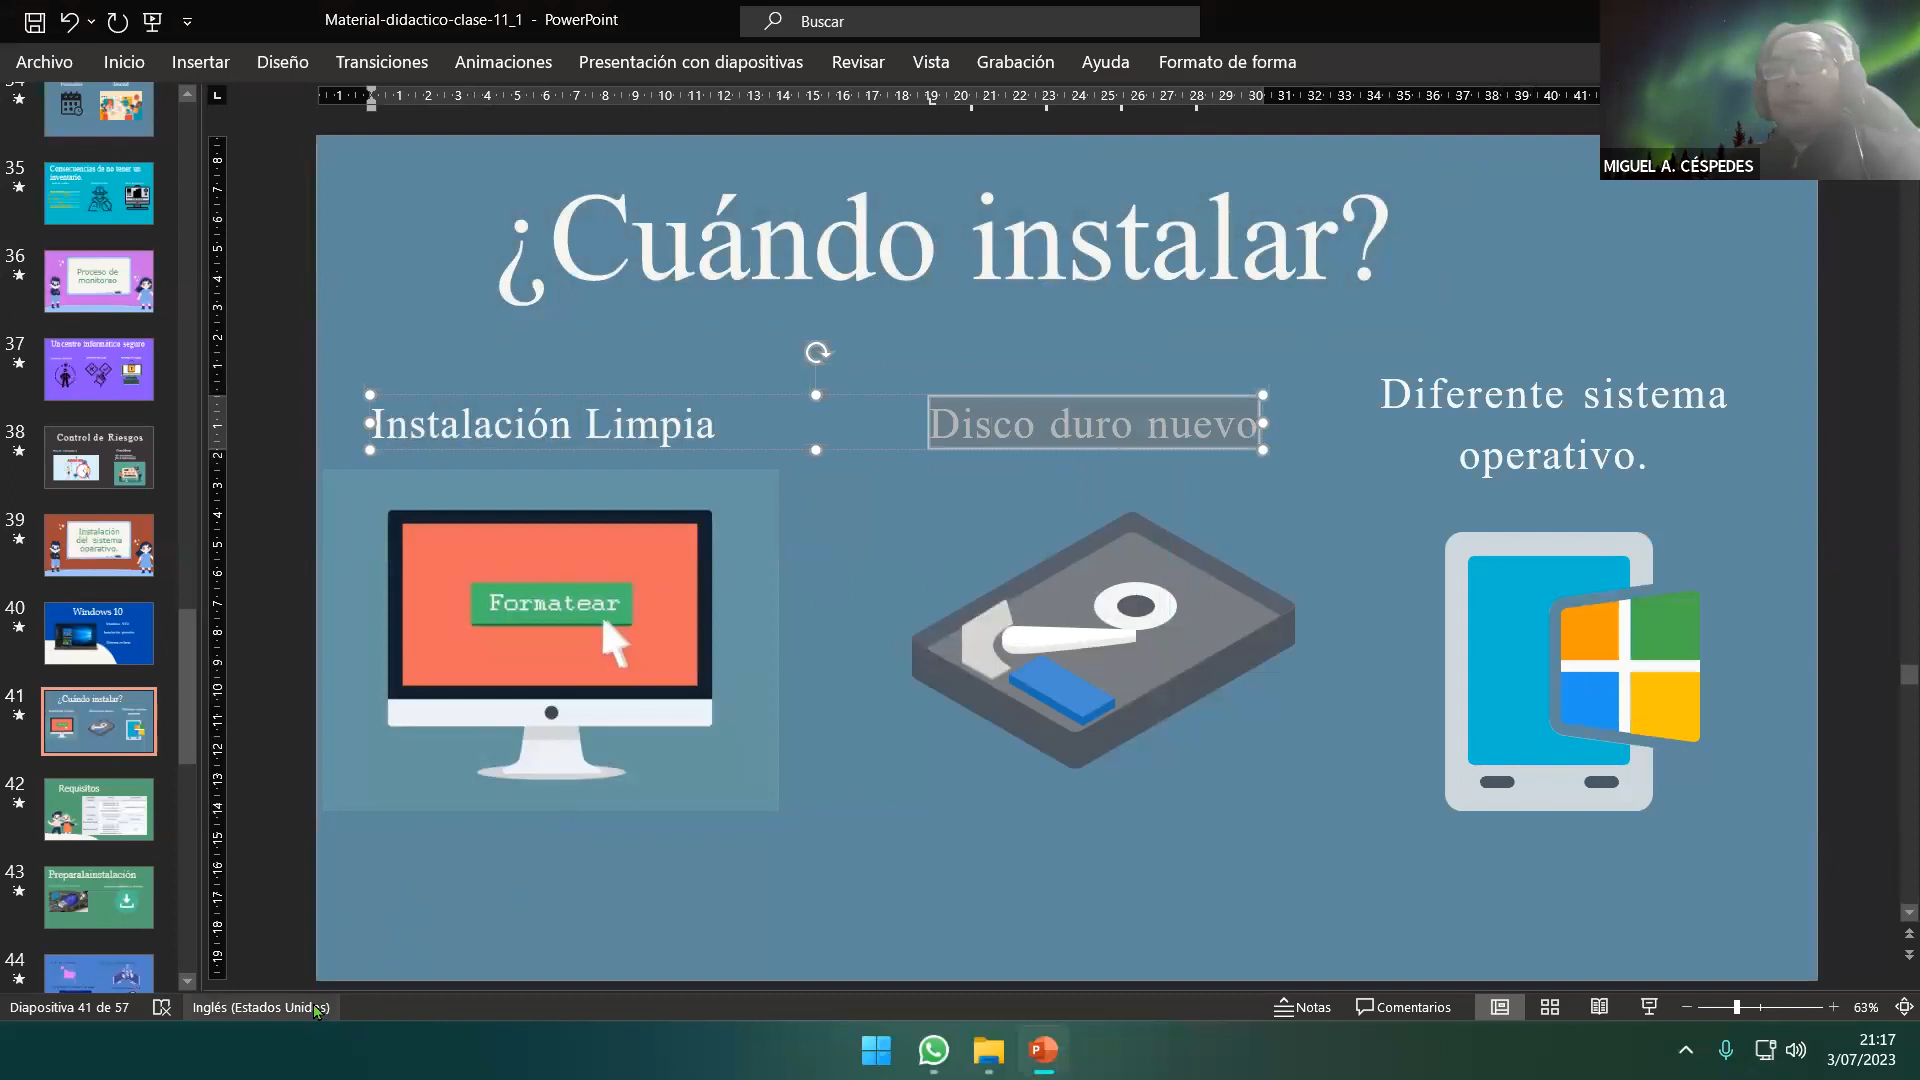 Material-didactico-clase-11_1 - PowerPoint
Buscar
Archivo Inicio Insertar Diseño Transiciones Animaciones Presentación con diapositivas Revisar Vista Grabación Ayuda Formato de forma
MIGUEL A. CÉSPEDES
34
35
Consecuencias de no tener un inventario.
36
Proceso de monitoreo
37
Un centro informático seguro
38
Control de Riesgos
39
Instalación del sistema operativo.
40
Windows 10
41
¿Cuándo instalar?
42
Requisitos
43
Preparalainstalación
44
¿Cuándo instalar?
Instalación Limpia
Disco duro nuevo
Diferente sistema
operativo.
Formatear
Diapositiva 41 de 57
Inglés (Estados Unidos)
Notas
Comentarios
63%
21:17
3/07/2023